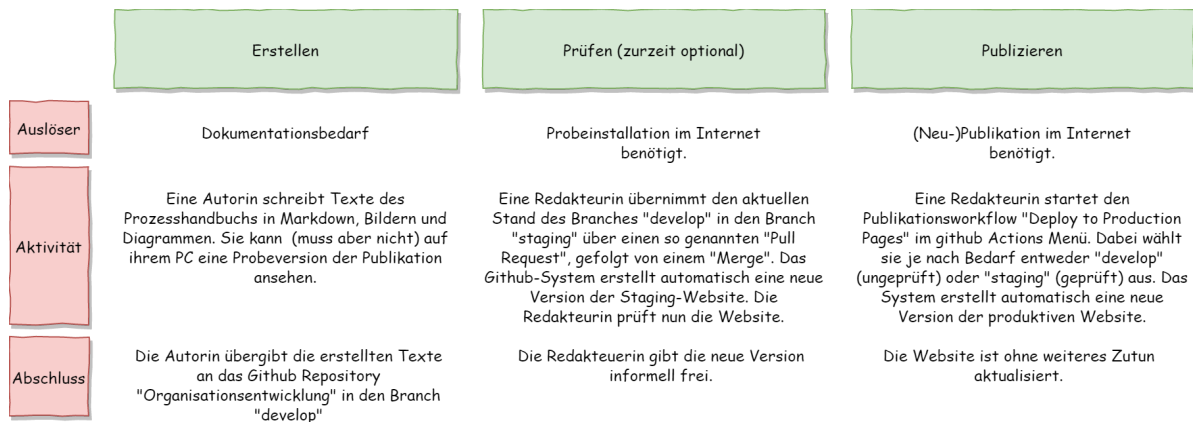 Erstellen
Prüfen (zurzeit optional)
Publizieren
Auslöser
Dokumentationsbedarf
Probeinstallation im Internet
benötigt.
(Neu-)Publikation im Internet
benötigt.
Aktivität
Eine Autorin schreibt Texte des
Prozesshandbuchs in Markdown, Bildern und
Diagrammen. Sie kann (muss aber nicht) auf
ihrem PC eine Probeversion der Publikation
ansehen.
Eine Redakteurin übernimmt den aktuellen
Stand des Branches "develop" in den Branch
"staging" über einen so genannten "Pull
Request", gefolgt von einem "Merge". Das
Github-System erstellt automatisch eine neue
Version der Staging-Website. Die
Redakteurin prüft nun die Website.
Eine Redakteurin startet den
Publikationsworkflow "Deploy to Production
Pages" im github Actions Menü. Dabei wählt
sie je nach Bedarf entweder "develop"
(ungeprüft) oder "staging" (geprüft) aus. Das
System erstellt automatisch eine neue
Version der produktiven Website.
Abschluss
Die Autorin übergibt die erstellten Texte
an das Github Repository
"Organisationsentwicklung" in den Branch
"develop"
Die Redakteuerin gibt die neue Version
informell frei.
Die Website ist ohne weiteres Zutun
aktualisiert.